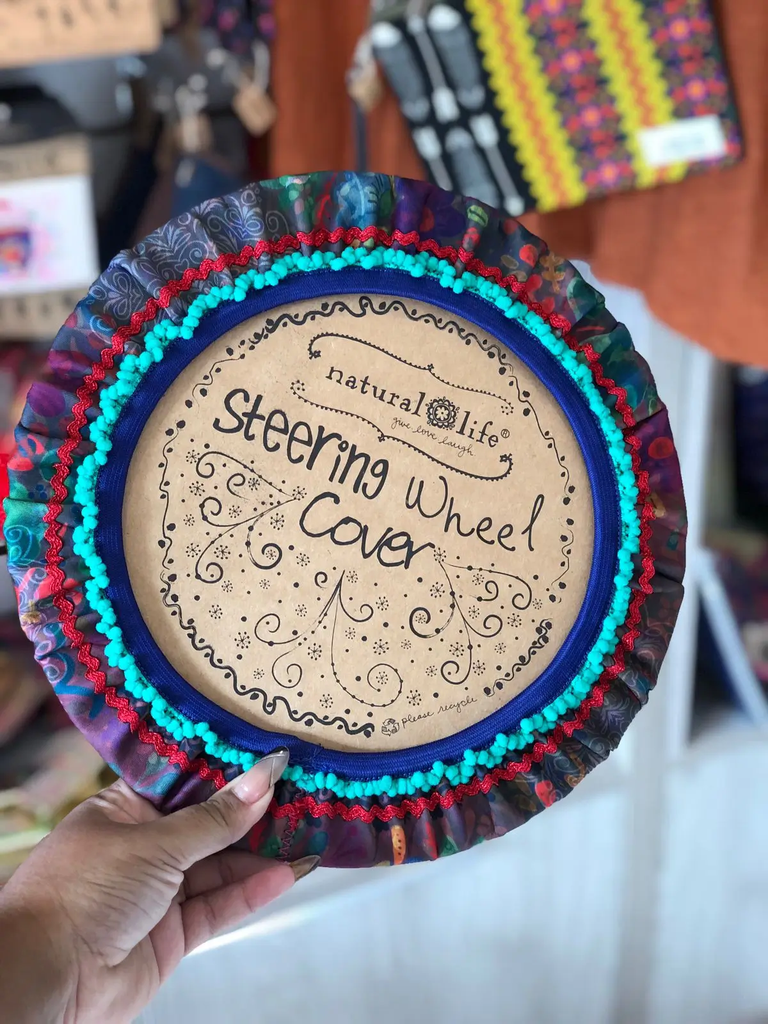 natural life®
give love laugh
Steering Wheel
Cover
please recycle